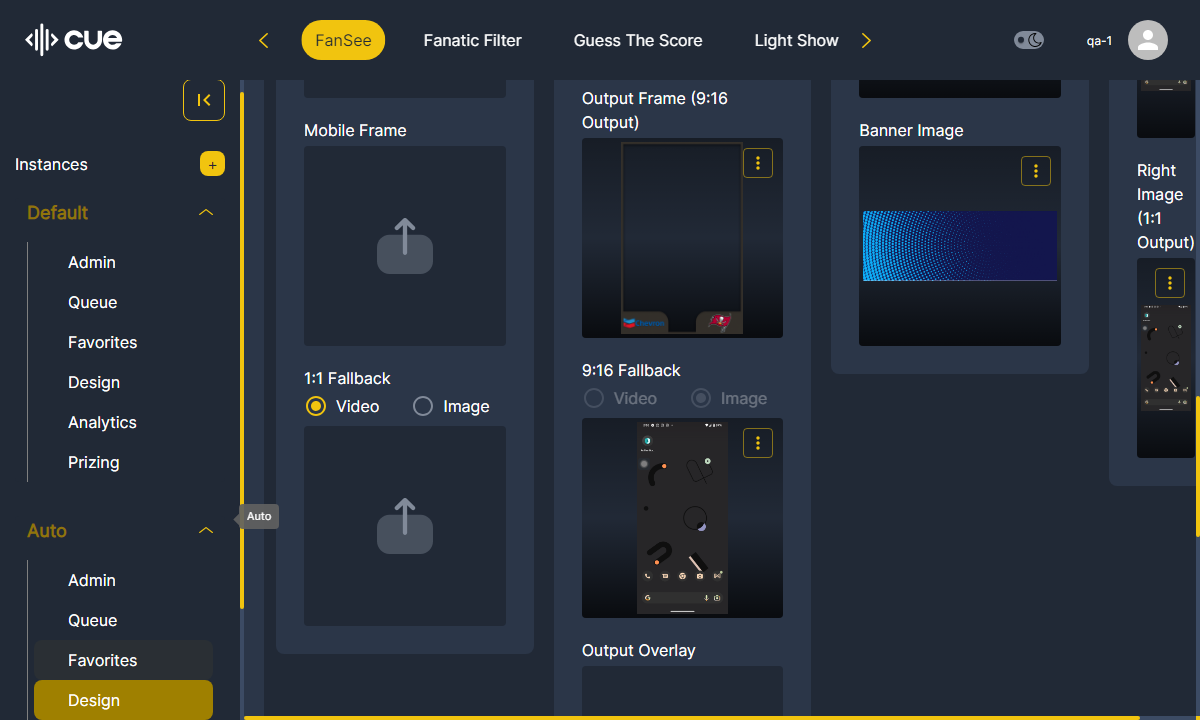 cue
FanSee
Fanatic Filter
Guess The Score
Light Show
qa-1
Instances
+
Default
Admin
Queue
Favorites
Design
Analytics
Prizing
Auto
Auto
Admin
Queue
Favorites
Design
Mobile Frame
1:1 Fallback
Video
Image
Output Frame (9:16
Output)
9:16 Fallback
Video
Image
Output Overlay
Banner Image
Right
Image
(1:1
Output)